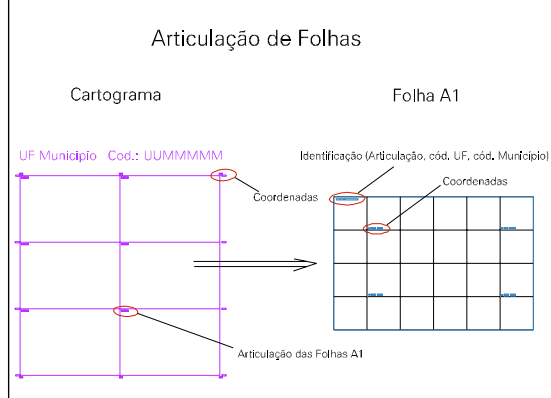 Articulação de Folhas
Cartograma
Folha A1
UF Município Cod.: UUMMMMM
Identificação (Articulação, cód. UF, cód. Município)
Coordenadas
Coordenadas
Articulação das Folhas A1